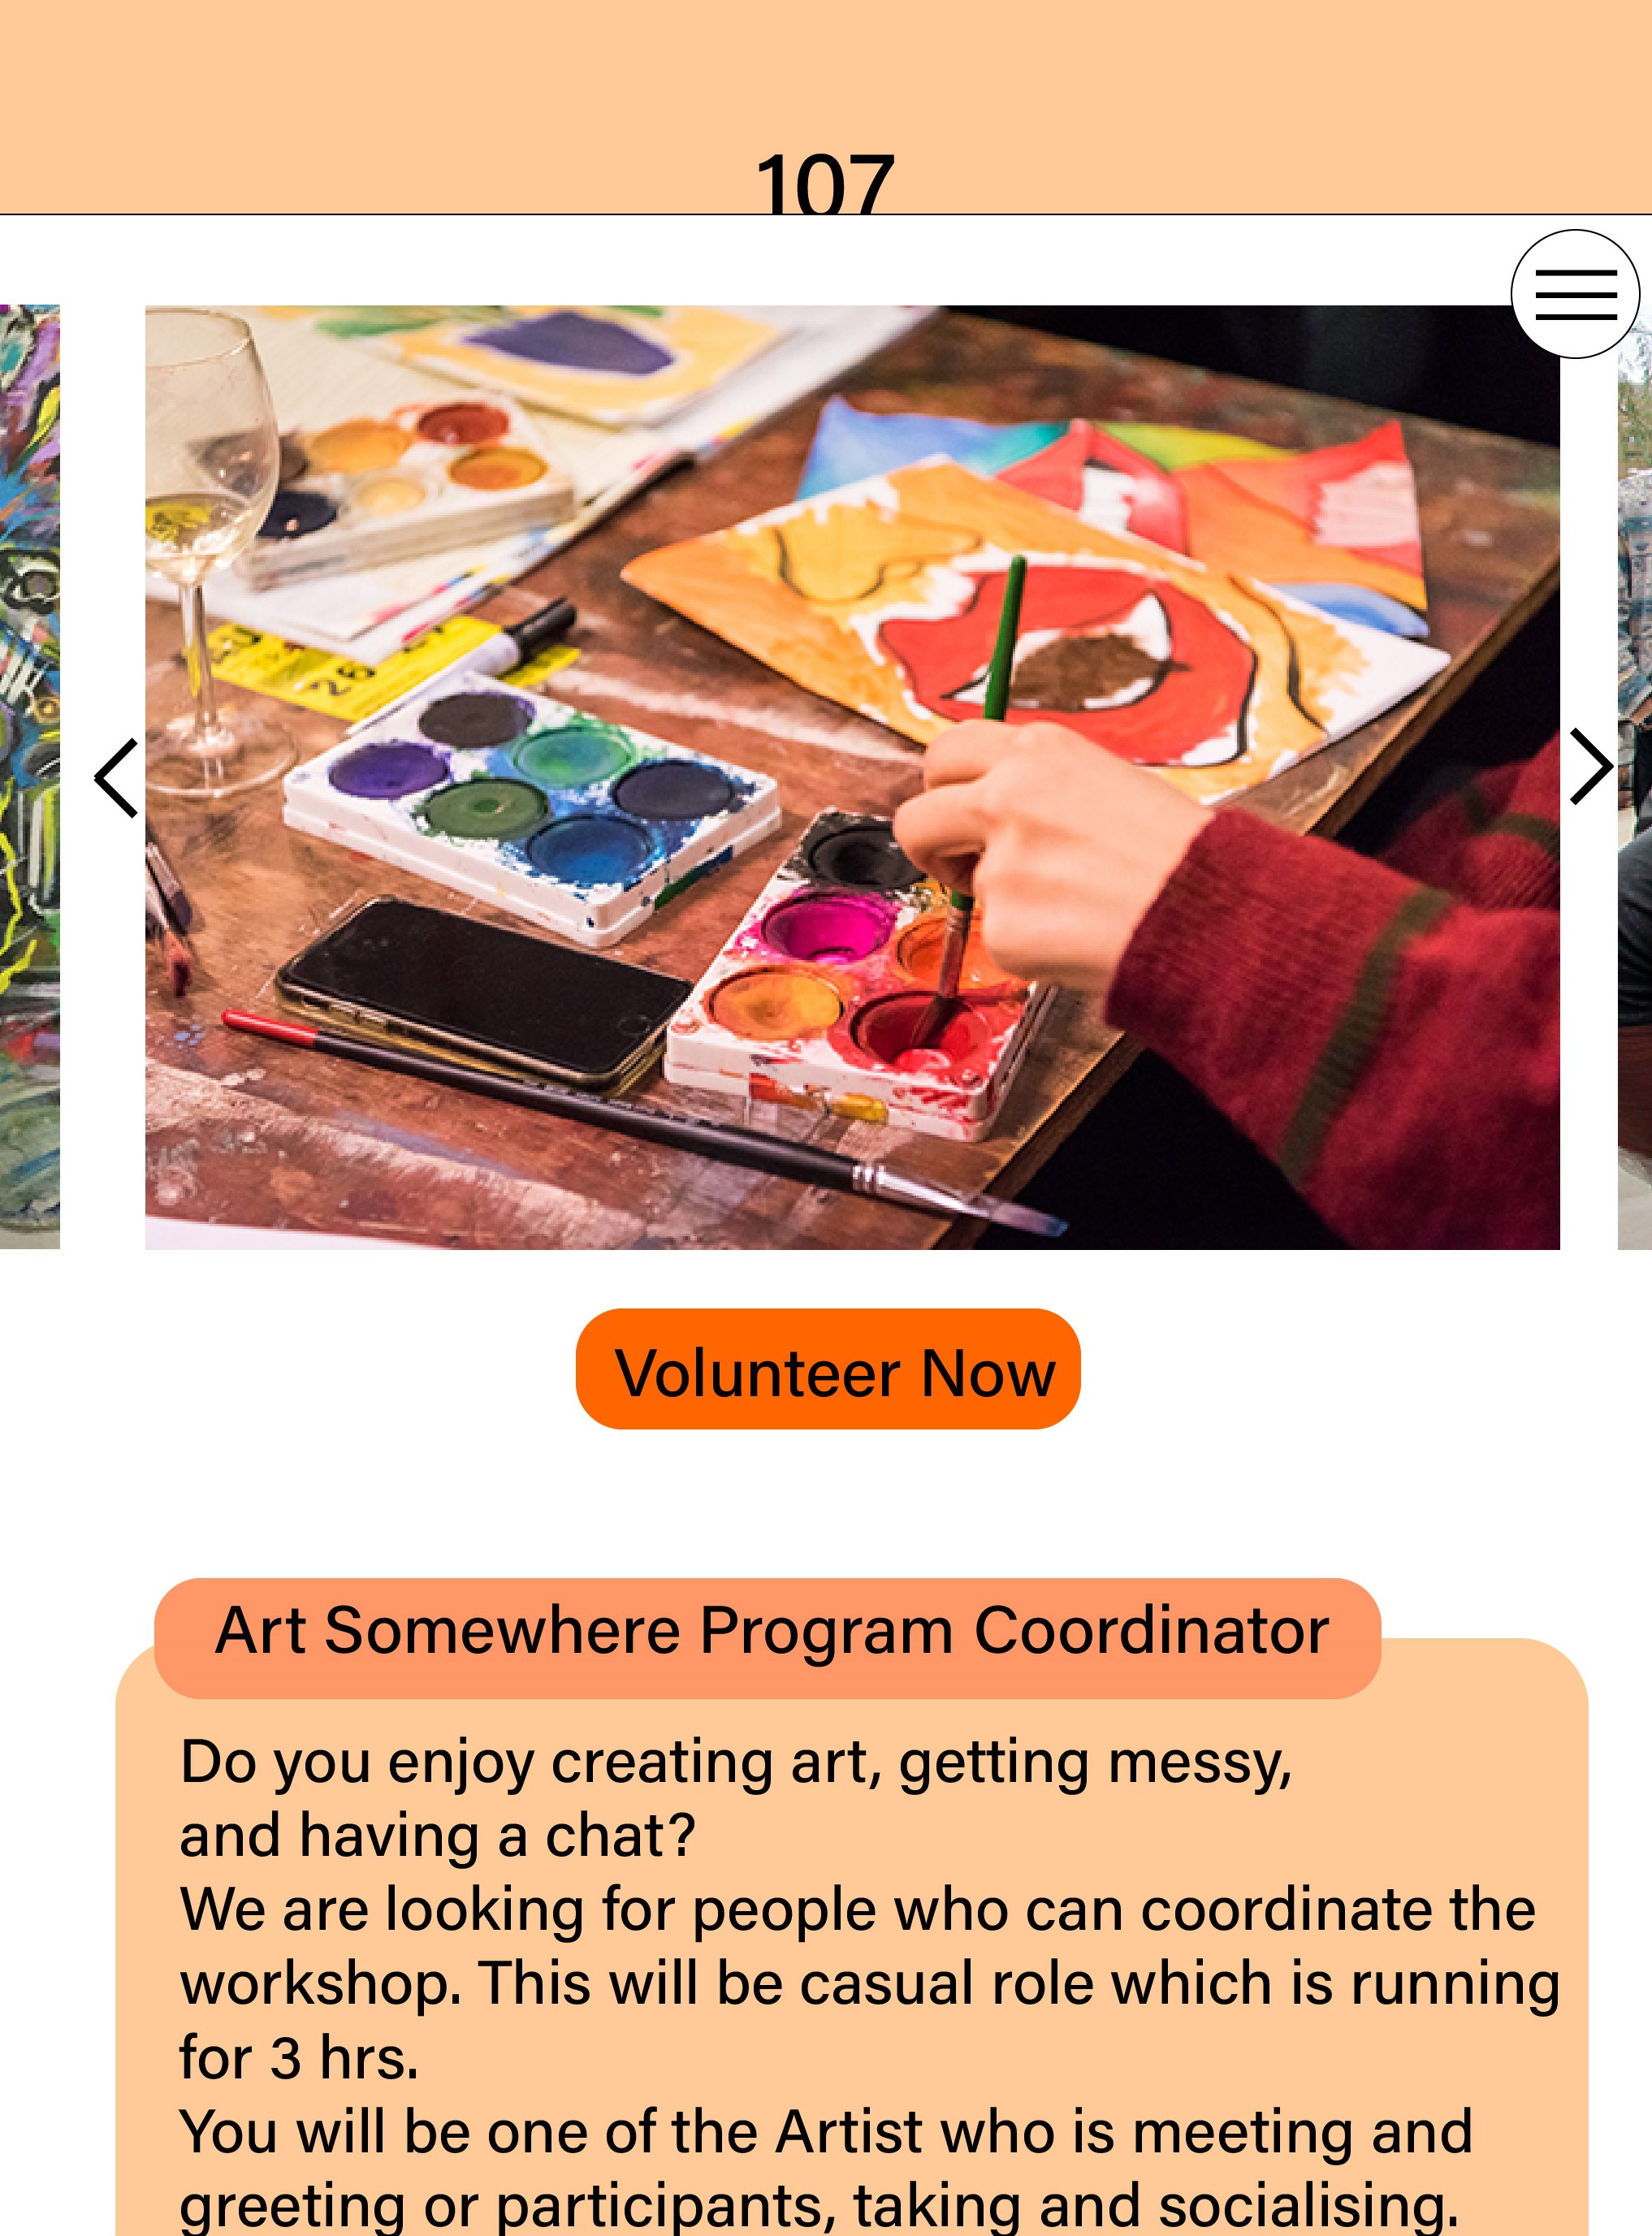 107
26
Volunteer Now
Art Somewhere Program Coordinator
Do you enjoy creating art, getting messy,
and having a chat?
We are looking for people who can coordinate the
workshop. This will be casual role which is running
for 3 hrs.
You will be one of the Artist who is meeting and
greeting or participants, taking and socialising.